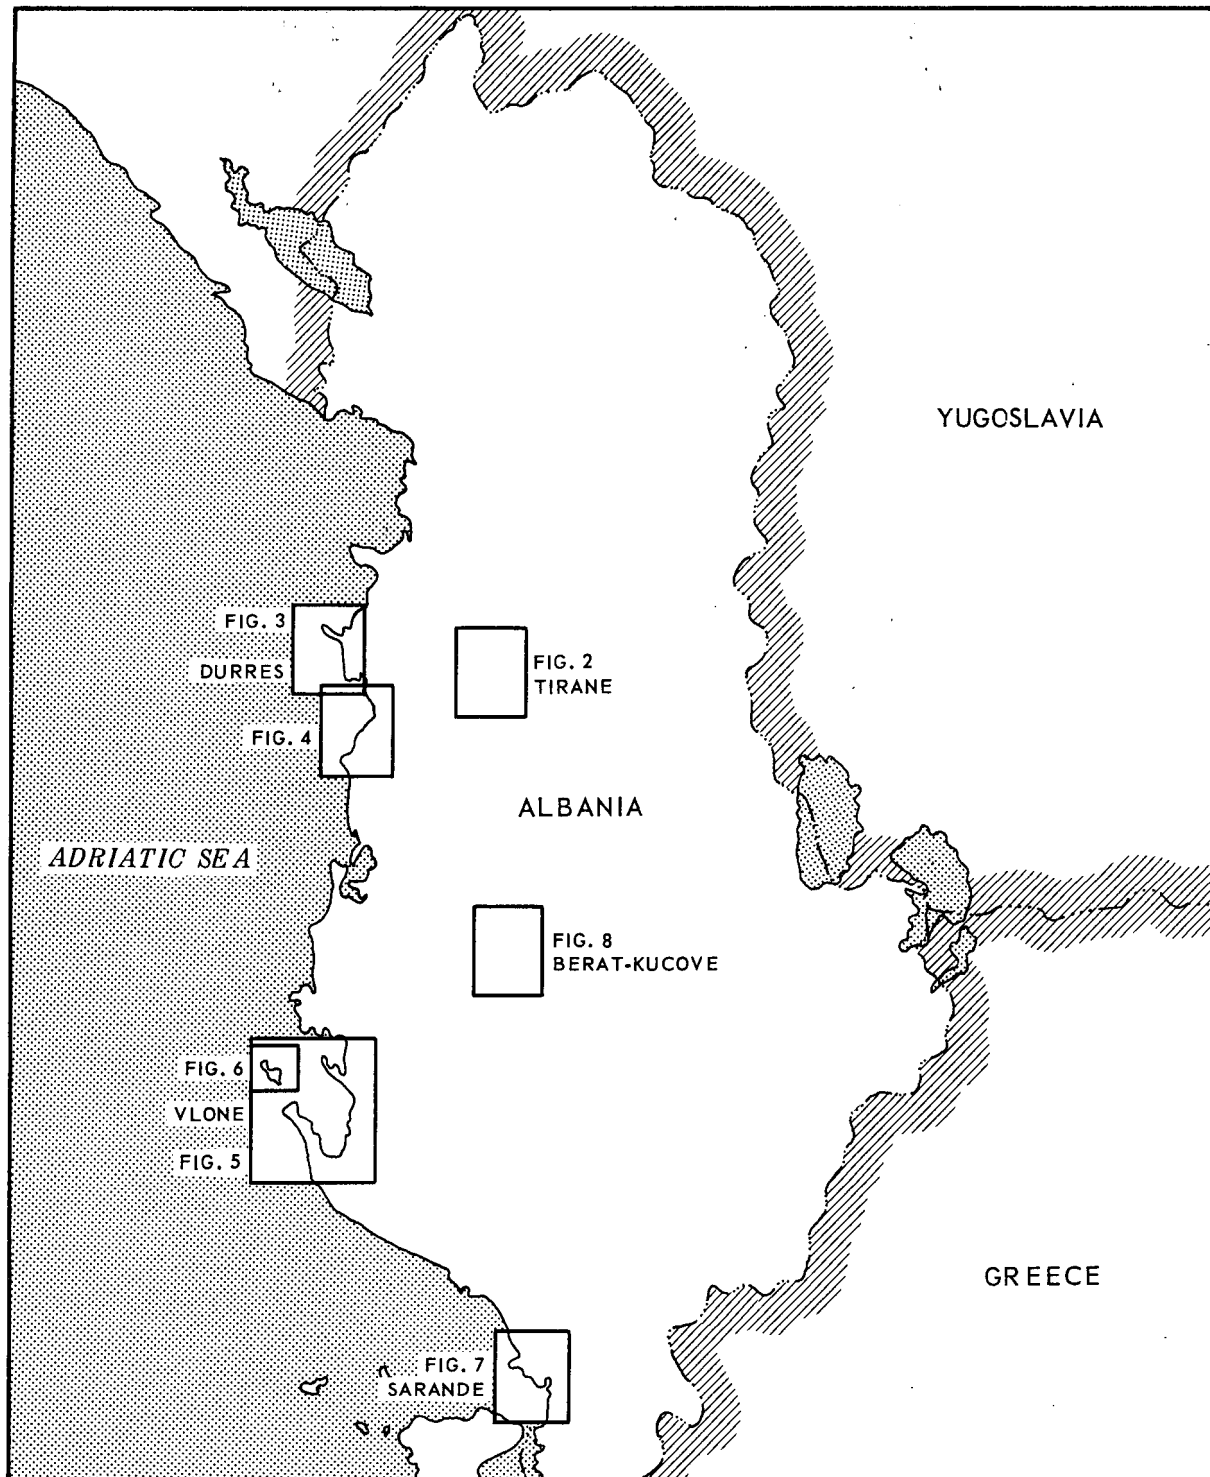 YUGOSLAVIA
FIG. 3
DURRES
FIG. 2
TIRANE
FIG. 4
ALBANIA
ADRIATIC SEA
FIG. 8
BERAT-KUCOVE
FIG. 6
VLONE
FIG. 5
GREECE
FIG. 7
SARANDE